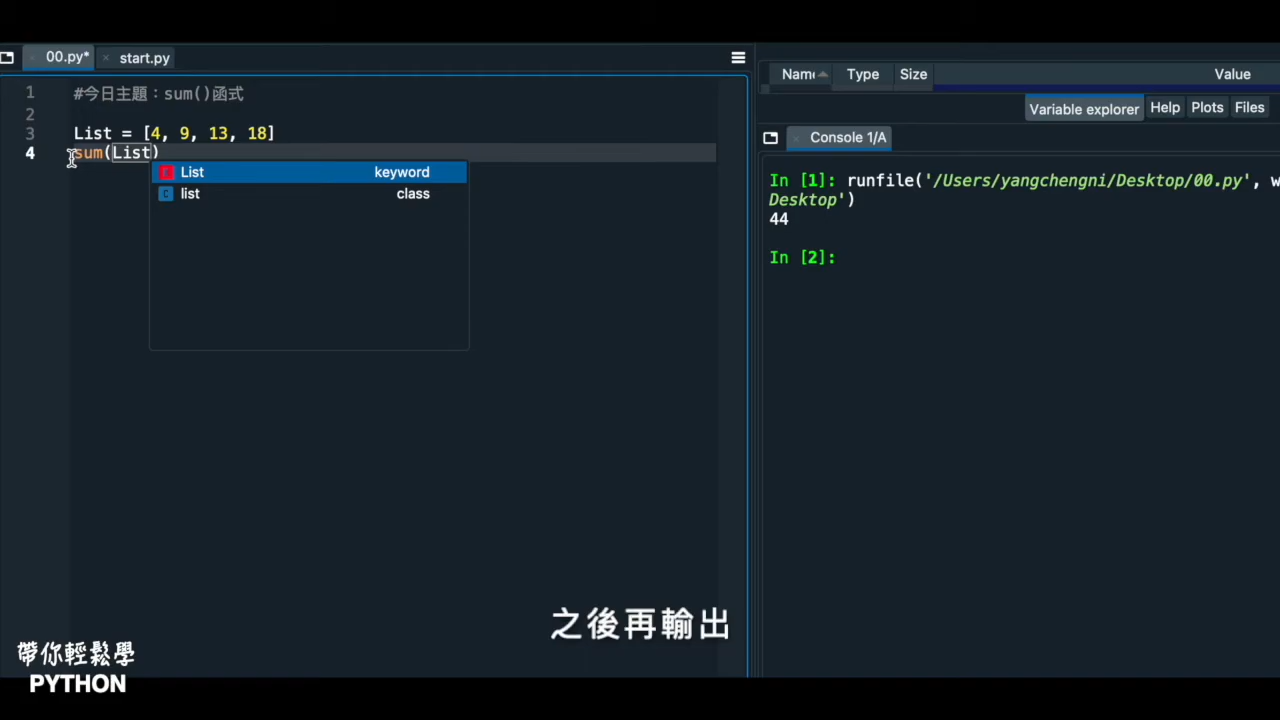 00.py*
start.py
1 #今日主題：sum()函式
2
3 List = [4, 9, 13, 18]
4 sum(List)
List keyword
list class
Name Type Size Value
Variable explorer Help Plots Files
Console 1/A
In [1]: runfile('/Users/yangchengni/Desktop/00.py', w
Desktop')
44
In [2]:
之後再輸出
帶你輕鬆學
PYTHON